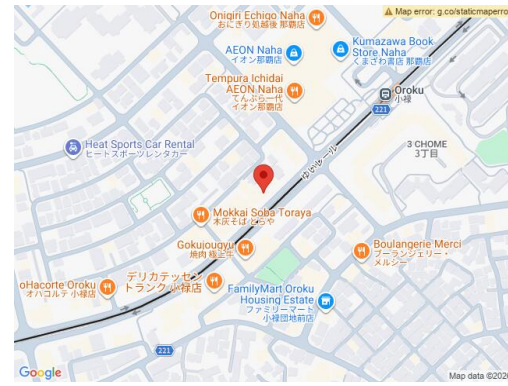 Map error: g.co/staticmaperro
Onigiri Echigo Naha
おにぎり処越後 那覇店
AEON Naha
イオン那覇店
Kumazawa Book
Store Naha
くまざわ書店 那覇店
Tempura Ichidai
AEON Naha
てんぷら一代
イオン那覇店
Oroku
小禄
221
Heat Sports Car Rental
ヒートスポーツレンタカー
3 CHOME
3丁目
ゆいレール
Mokkai Soba Toraya
木灰そば とらや
Gokujougyu
焼肉 極上牛
Boulangerie Merci
ブーランジェリー・
メルシー
oHacorte Oroku
オハコルテ 小禄店
デリカテッセン
トランク 小禄店
FamilyMart Oroku
Housing Estate
ファミリーマート
小禄団地前店
221
Google
Map data ©2026